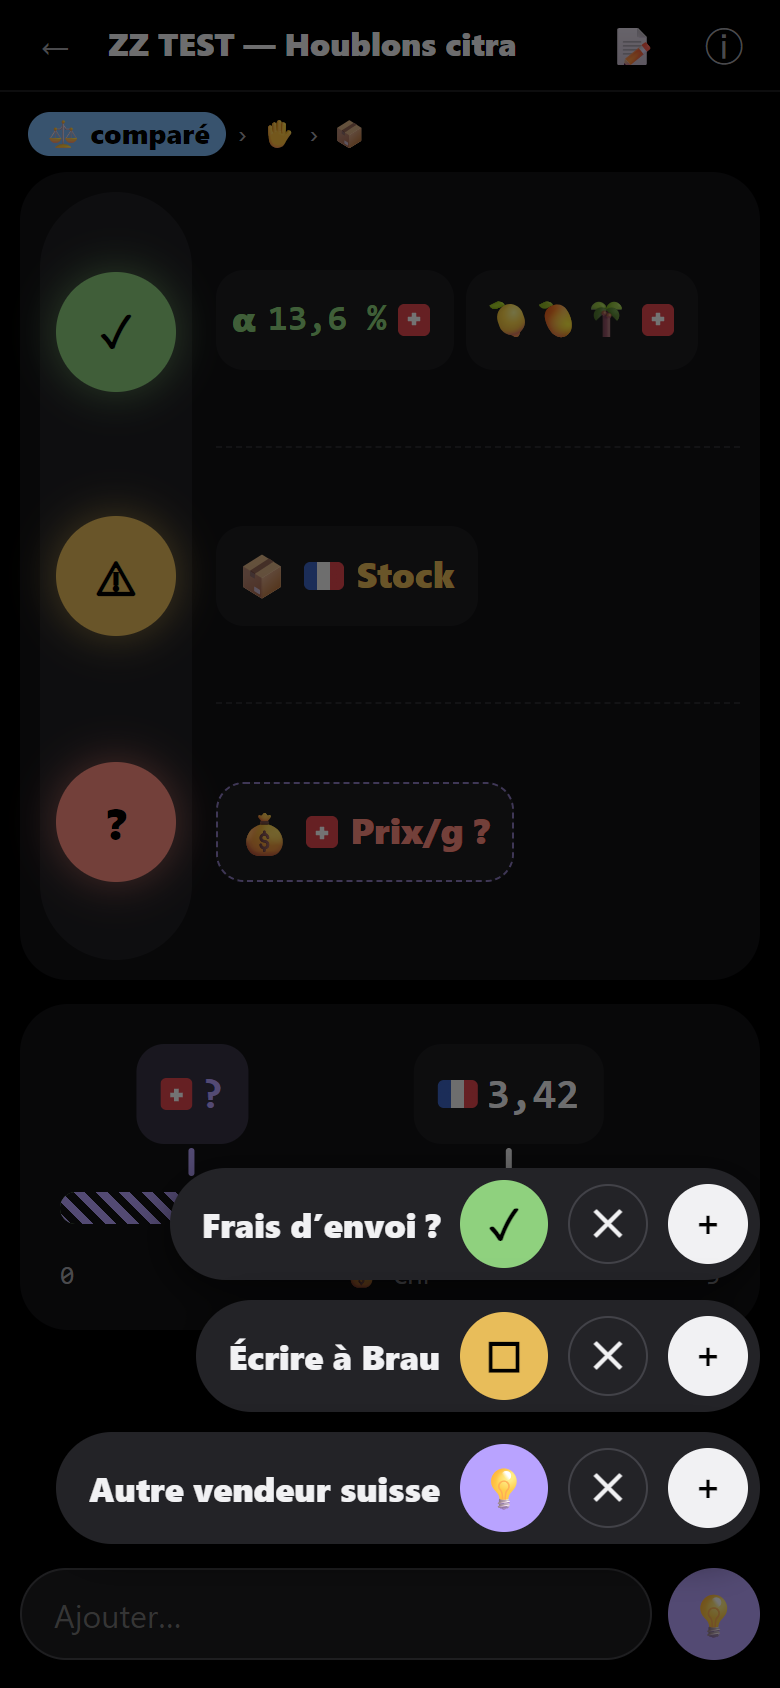 ← ZZ TEST — Houblons citra
comparé › ›
α 13,6 %
Stock
?
Prix/g ?
?
3,42
Frais d’envoi ?
+
0
Écrire à Brau
+
Autre vendeur suisse
+
Ajouter...